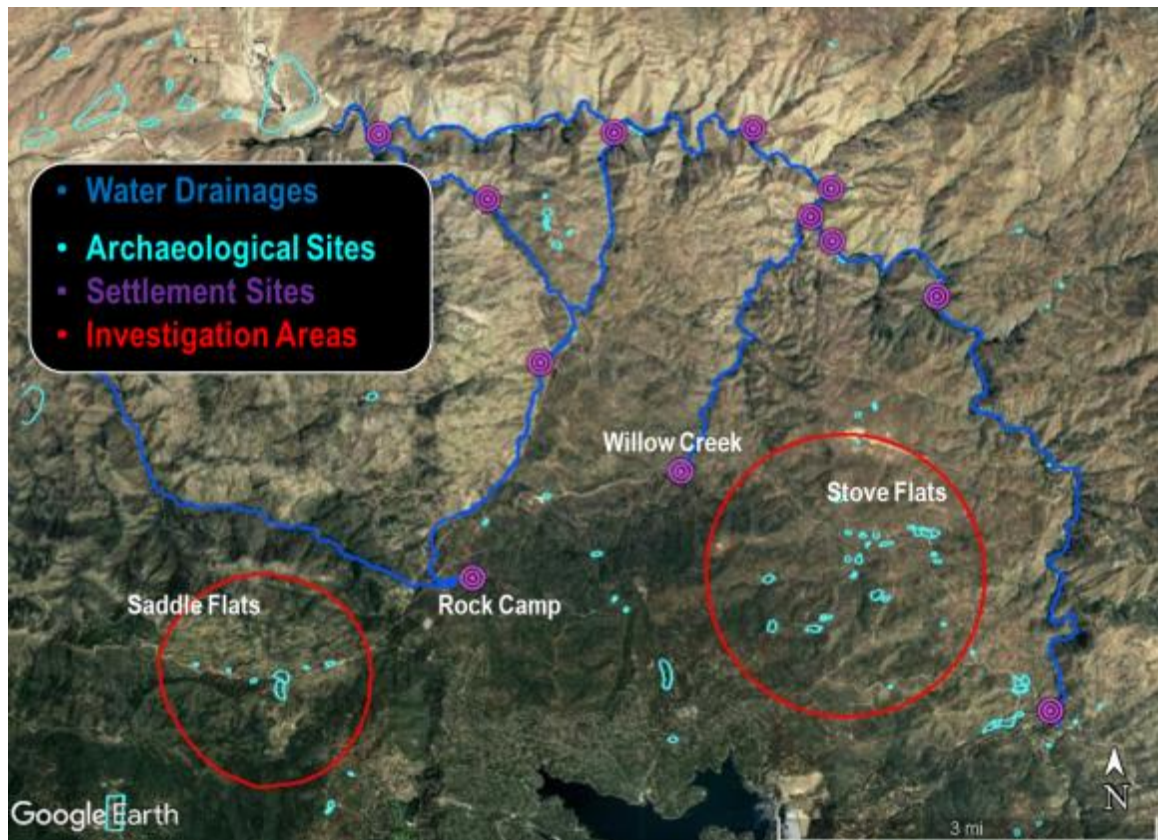 • Water Drainages
• Archaeological Sites
• Settlement Sites
• Investigation Areas
Willow Creek
Stove Flats
Saddle Flats
Rock Camp
Google Earth
N
3 mi